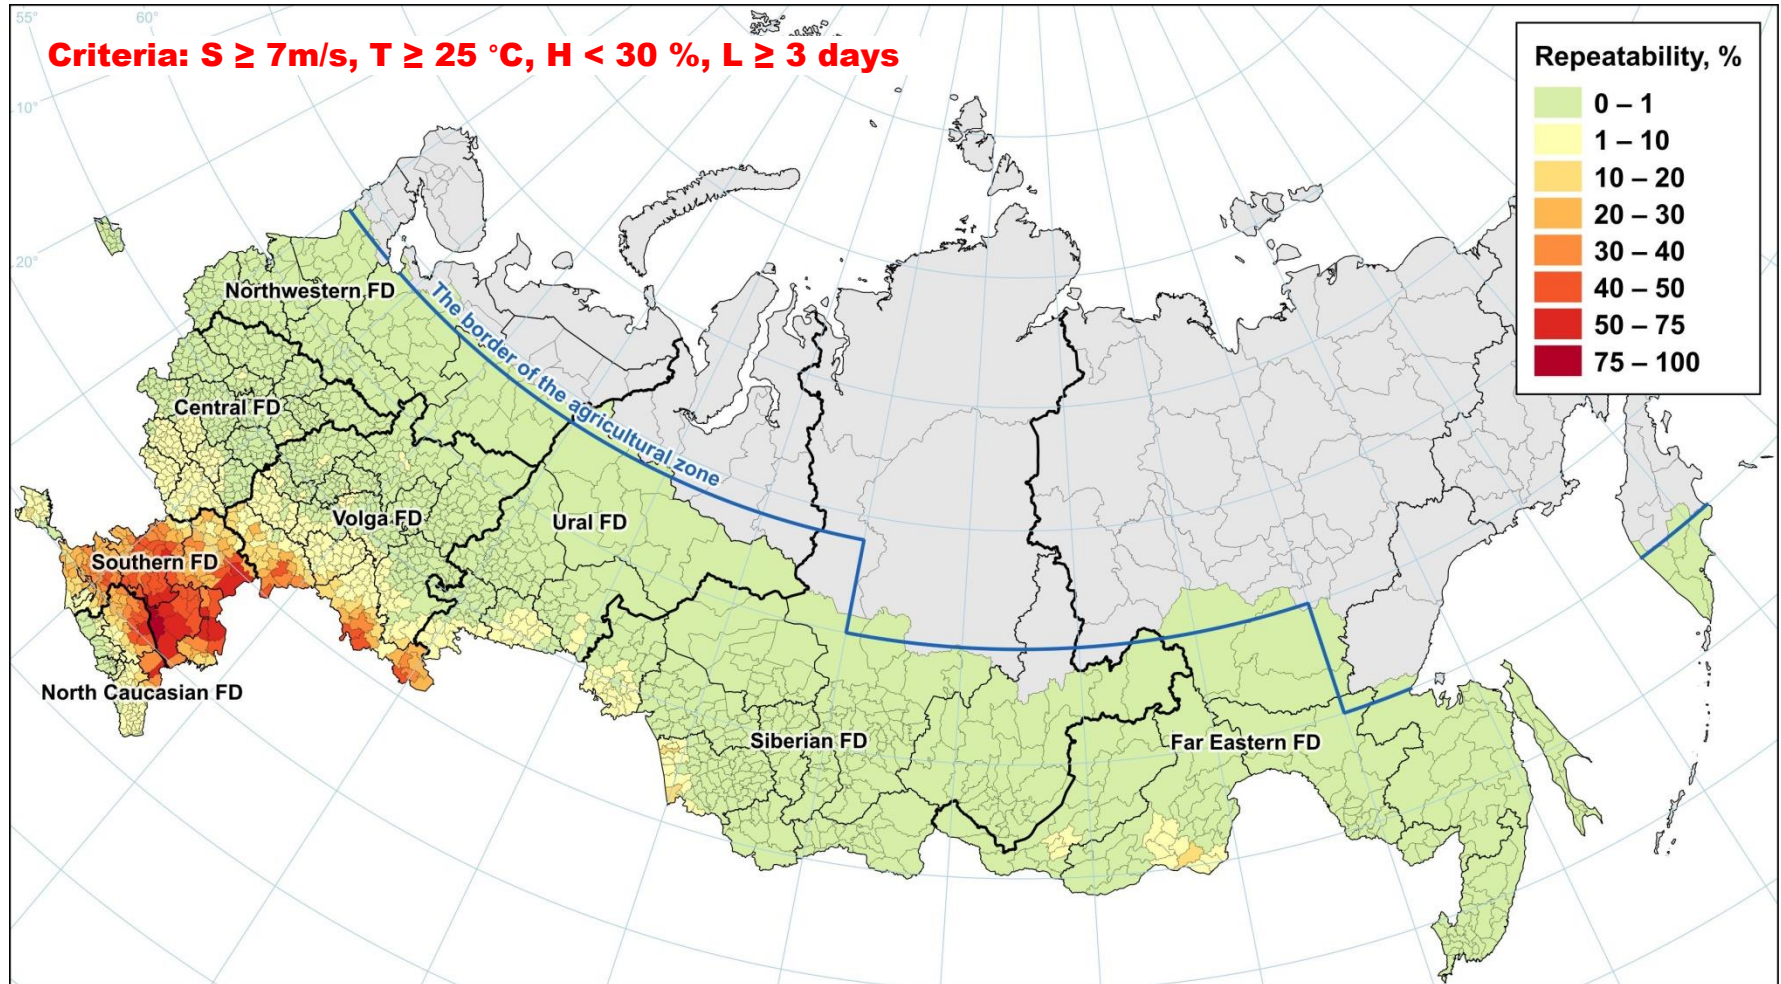 55°
60°
Criteria: S ≥ 7m/s, T ≥ 25 °C, H < 30 %, L ≥ 3 days
10°
20°
Repeatability, %
0 – 1
1 – 10
10 – 20
20 – 30
30 – 40
40 – 50
50 – 75
75 – 100
Northwestern FD
The border of the agricultural zone
Central FD
Volga FD
Ural FD
Southern FD
North Caucasian FD
Siberian FD
Far Eastern FD